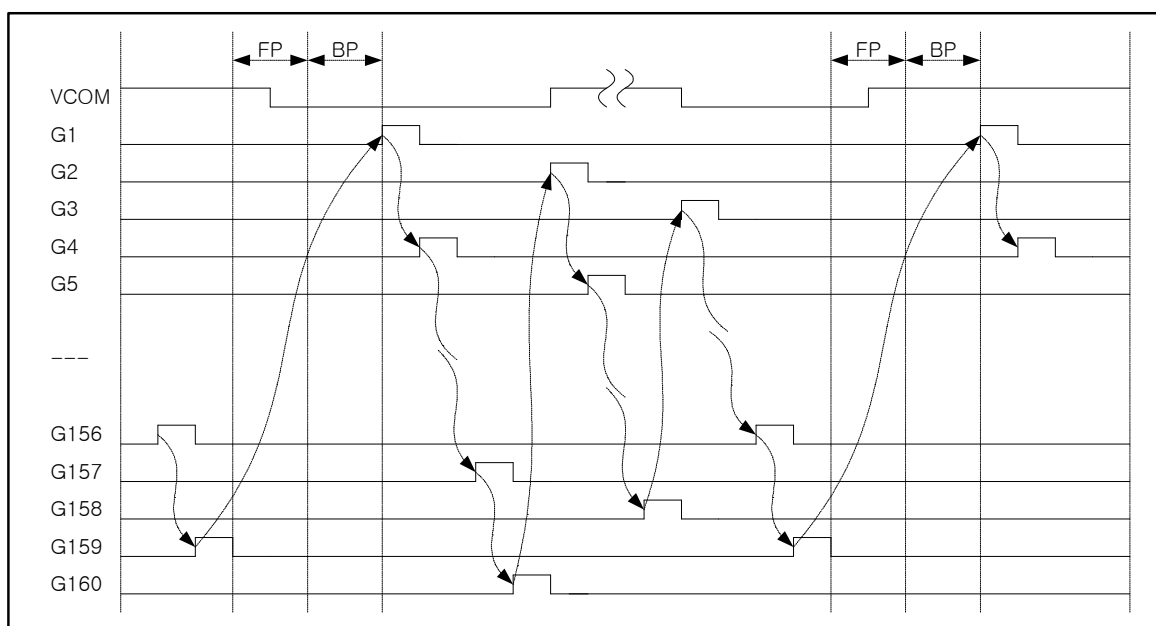 FP BP FP BP
VCOM
G1
G2
G3
G4
G5
---
G156
G157
G158
G159
G160